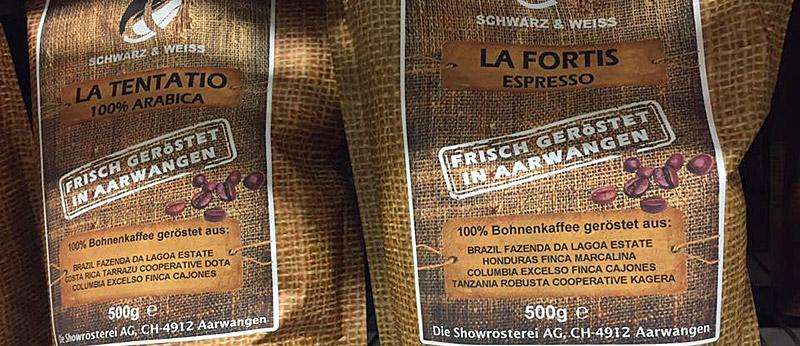 SCHWARZ & WEISS
LA TENTATIO
100% ARABICA
FRISCH GERÖSTET
IN AARWANGEN
100% Bohnenkaffee geröstet aus:
BRAZIL FAZENDA DA LAGOA ESTATE
COSTA RICA TARRAZU COOPERATIVE DOTA
COLUMBIA EXCELSO FINCA CAJONES
500g ℮
Die Showrösterei AG, CH-4912 Aarwangen
SCHWARZ & WEISS
LA FORTIS
ESPRESSO
FRISCH GERÖSTET
IN AARWANGEN
100% Bohnenkaffee geröstet aus:
BRAZIL FAZENDA DA LAGOA ESTATE
HONDURAS FINCA MARCALINA
COLUMBIA EXCELSO FINCA CAJONES
TANZANIA ROBUSTA COOPERATIVE KAGERA
500g ℮
Die Showrösterei AG, CH-4912 Aarwangen